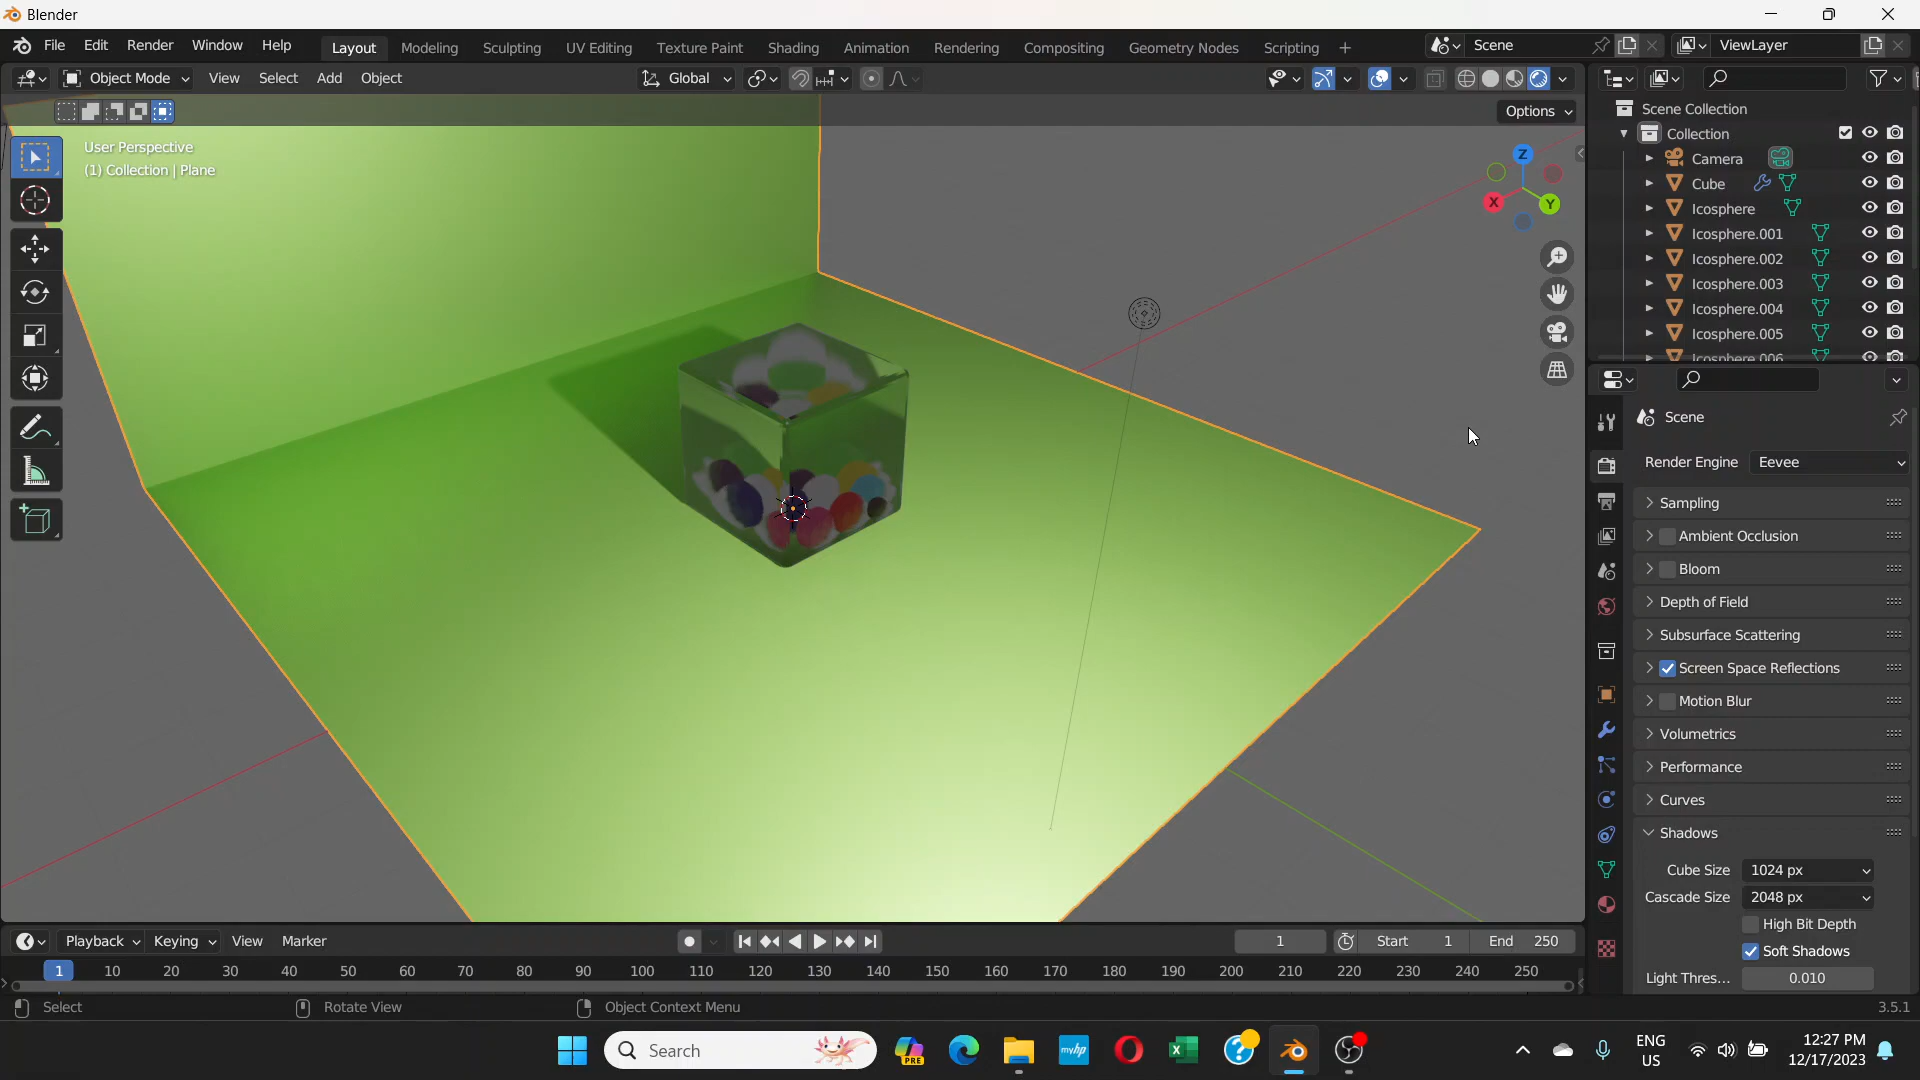 Blender
File Edit Render Window Help Layout Modeling Sculpting UV Editing Texture Paint Shading Animation Rendering Compositing Geometry Nodes Scripting + Scene ViewLayer
Object Mode View Select Add Object Global
Options
User Perspective
(1) Collection | Plane
Z
X
Y
Scene Collection
Collection
Camera
Cube
Icosphere
Icosphere.001
Icosphere.002
Icosphere.003
Icosphere.004
Icosphere.005
Icosphere.006
Scene
Render Engine Eevee
Sampling
Ambient Occlusion
Bloom
Depth of Field
Subsurface Scattering
Screen Space Reflections
Motion Blur
Volumetrics
Performance
Curves
Shadows
Cube Size 1024 px
Cascade Size 2048 px
High Bit Depth
Soft Shadows
Light Thres... 0.010
Playback Keying View Marker 1 Start 1 End 250
1 10 20 30 40 50 60 70 80 90 100 110 120 130 140 150 160 170 180 190 200 210 220 230 240 250
Select Rotate View Object Context Menu 3.5.1
Search PRE myhp ENG US 12:27 PM
12/17/2023